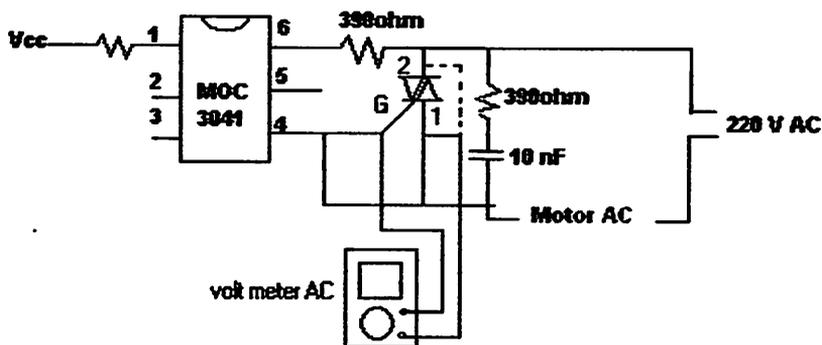 Vcc
1
2
3
MOC
3041
6
5
4
390ohm
2
G
1
390ohm
10 nF
220 V AC
Motor AC
volt meter AC